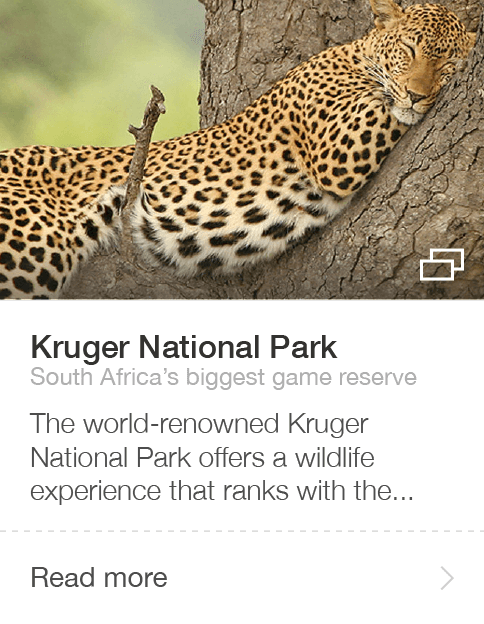 Kruger National Park
South Africa’s biggest game reserve
The world-renowned Kruger
National Park offers a wildlife
experience that ranks with the...
Read more